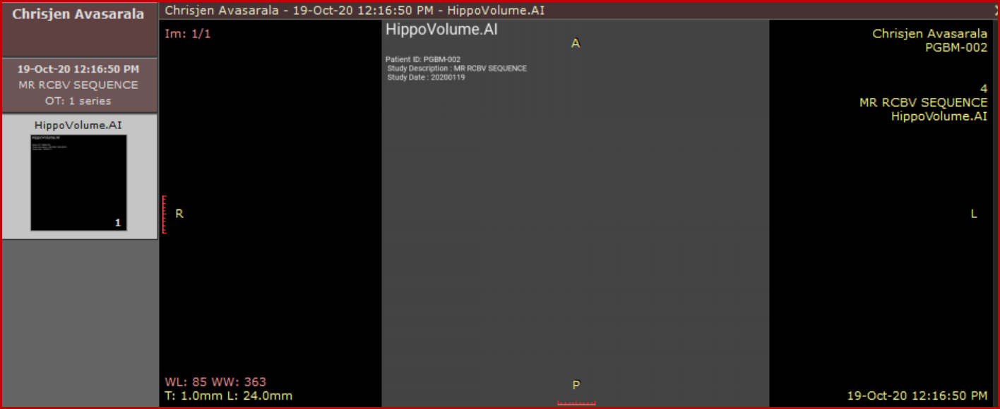 Chrisjen Avasarala
19-Oct-20 12:16:50 PM
MR RCBV SEQUENCE
OT: 1 series
HippoVolume.AI
HippoVolume.AI
1
Chrisjen Avasarala - 19-Oct-20 12:16:50 PM - HippoVolume.AI
Im: 1/1
HippoVolume.AI
A
Patient ID: PGBM-002
Study Description : MR RCBV SEQUENCE
Study Date : 20200119
Chrisjen Avasarala
PGBM-002
4
MR RCBV SEQUENCE
HippoVolume.AI
R
L
WL: 85 WW: 363
T: 1.0mm L: 24.0mm
P
19-Oct-20 12:16:50 PM